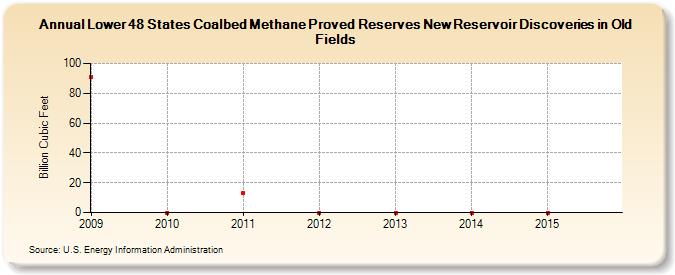 Annual Lower 48 States Coalbed Methane Proved Reserves New Reservoir Discoveries in Old
Fields
Billion Cubic Feet
100
80
60
40
20
0
2009 2010 2011 2012 2013 2014 2015
Source: U.S. Energy Information Administration